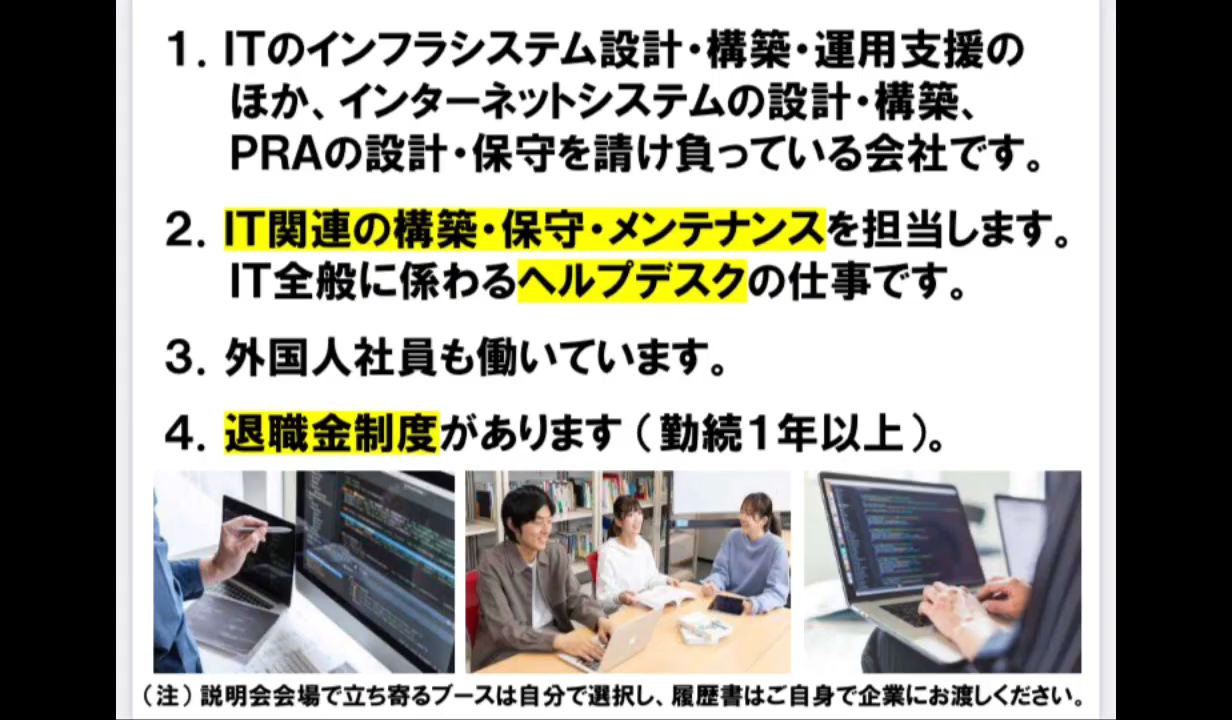 1. ITのインフラシステム設計・構築・運用支援の
ほか、インターネットシステムの設計・構築、
PRAの設計・保守を請け負っている会社です。
2. IT関連の構築・保守・メンテナンスを担当します。
IT全般に係わるヘルプデスクの仕事です。
3. 外国人社員も働いています。
4. 退職金制度があります（勤続1年以上）。
（注）説明会会場で立ち寄るブースは自分で選択し、履歴書はご自身で企業にお渡しください。